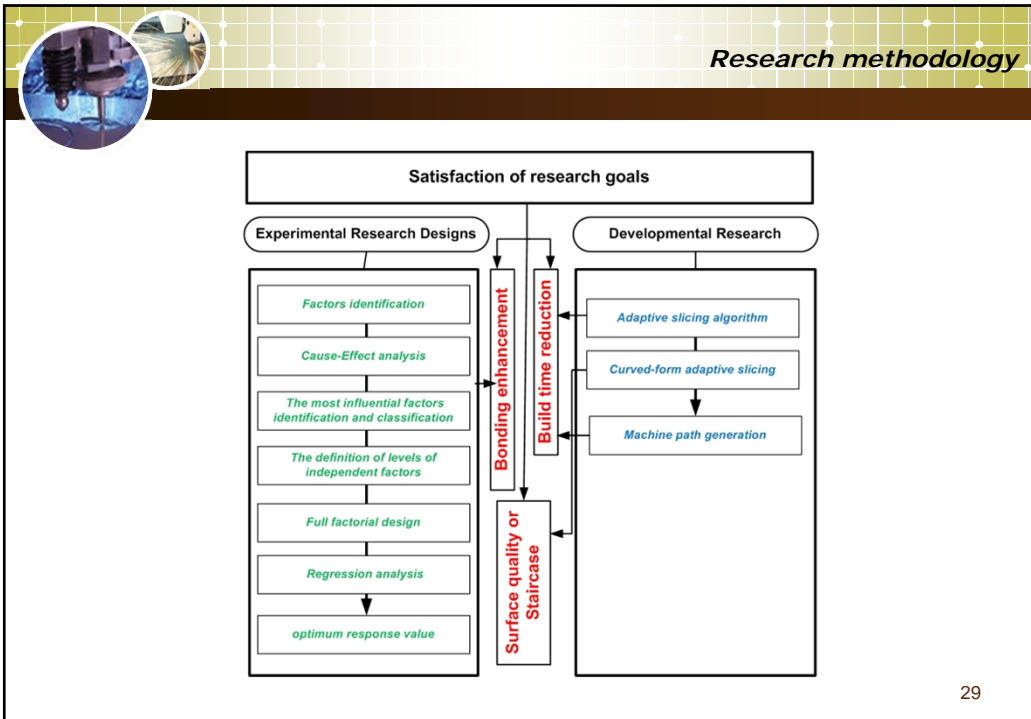 Research methodology
Satisfaction of research goals
Experimental Research Designs
Factors identification
Cause-Effect analysis
The most influential factors
identification and classification
The definition of levels of
independent factors
Full factorial design
Regression analysis
optimum response value
Bonding enhancement
Build time reduction
Surface quality or
Staircase
Developmental Research
Adaptive slicing algorithm
Curved-form adaptive slicing
Machine path generation
29